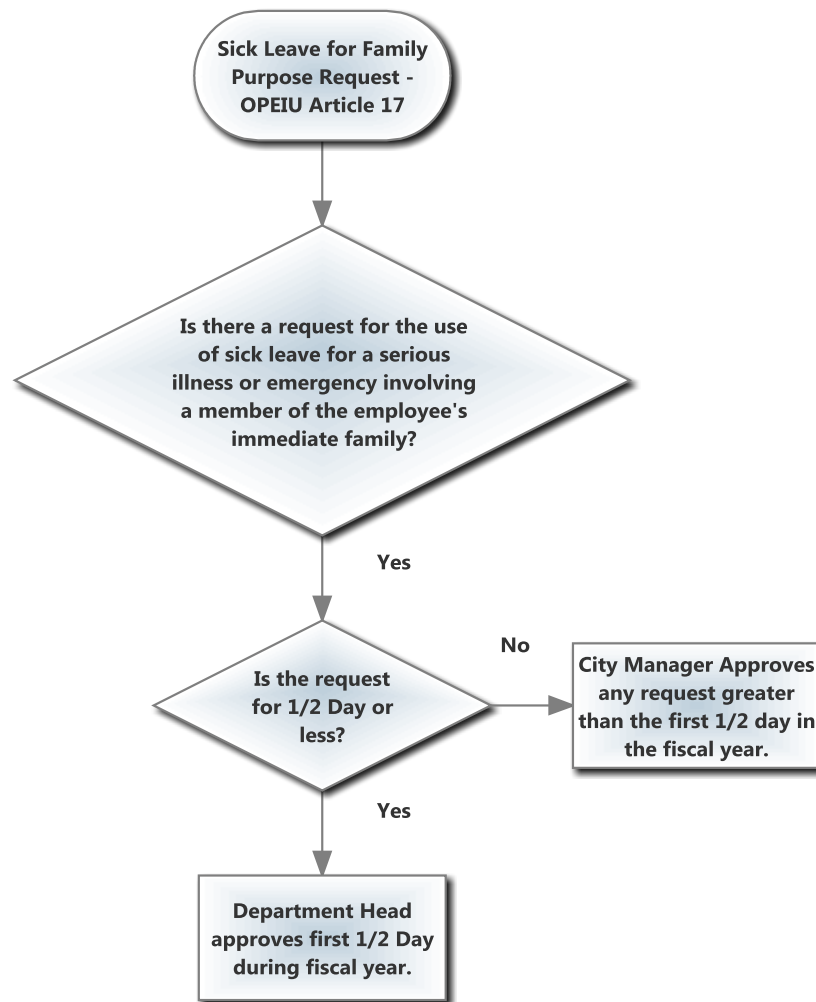 Sick Leave for Family
Purpose Request -
OPEIU Article 17
Is there a request for the use
of sick leave for a serious
illness or emergency involving
a member of the employee's
immediate family?
Yes
Is the request
for 1/2 Day or
less?
No
City Manager Approves
any request greater
than the first 1/2 day in
the fiscal year.
Yes
Department Head
approves first 1/2 Day
during fiscal year.